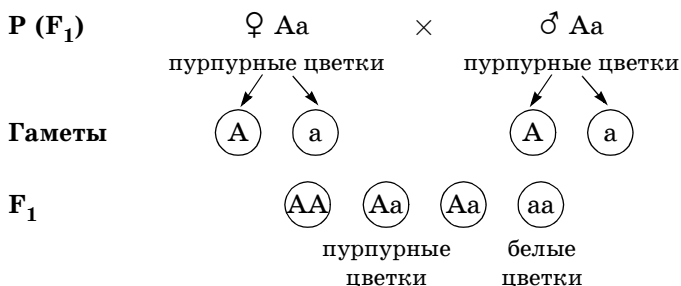 P (F₁) ♀ Aa × ♂ Aa
пурпурные цветки пурпурные цветки
Гаметы A a A a
F₁ AA Aa Aa aa
пурпурные белые
цветки цветки